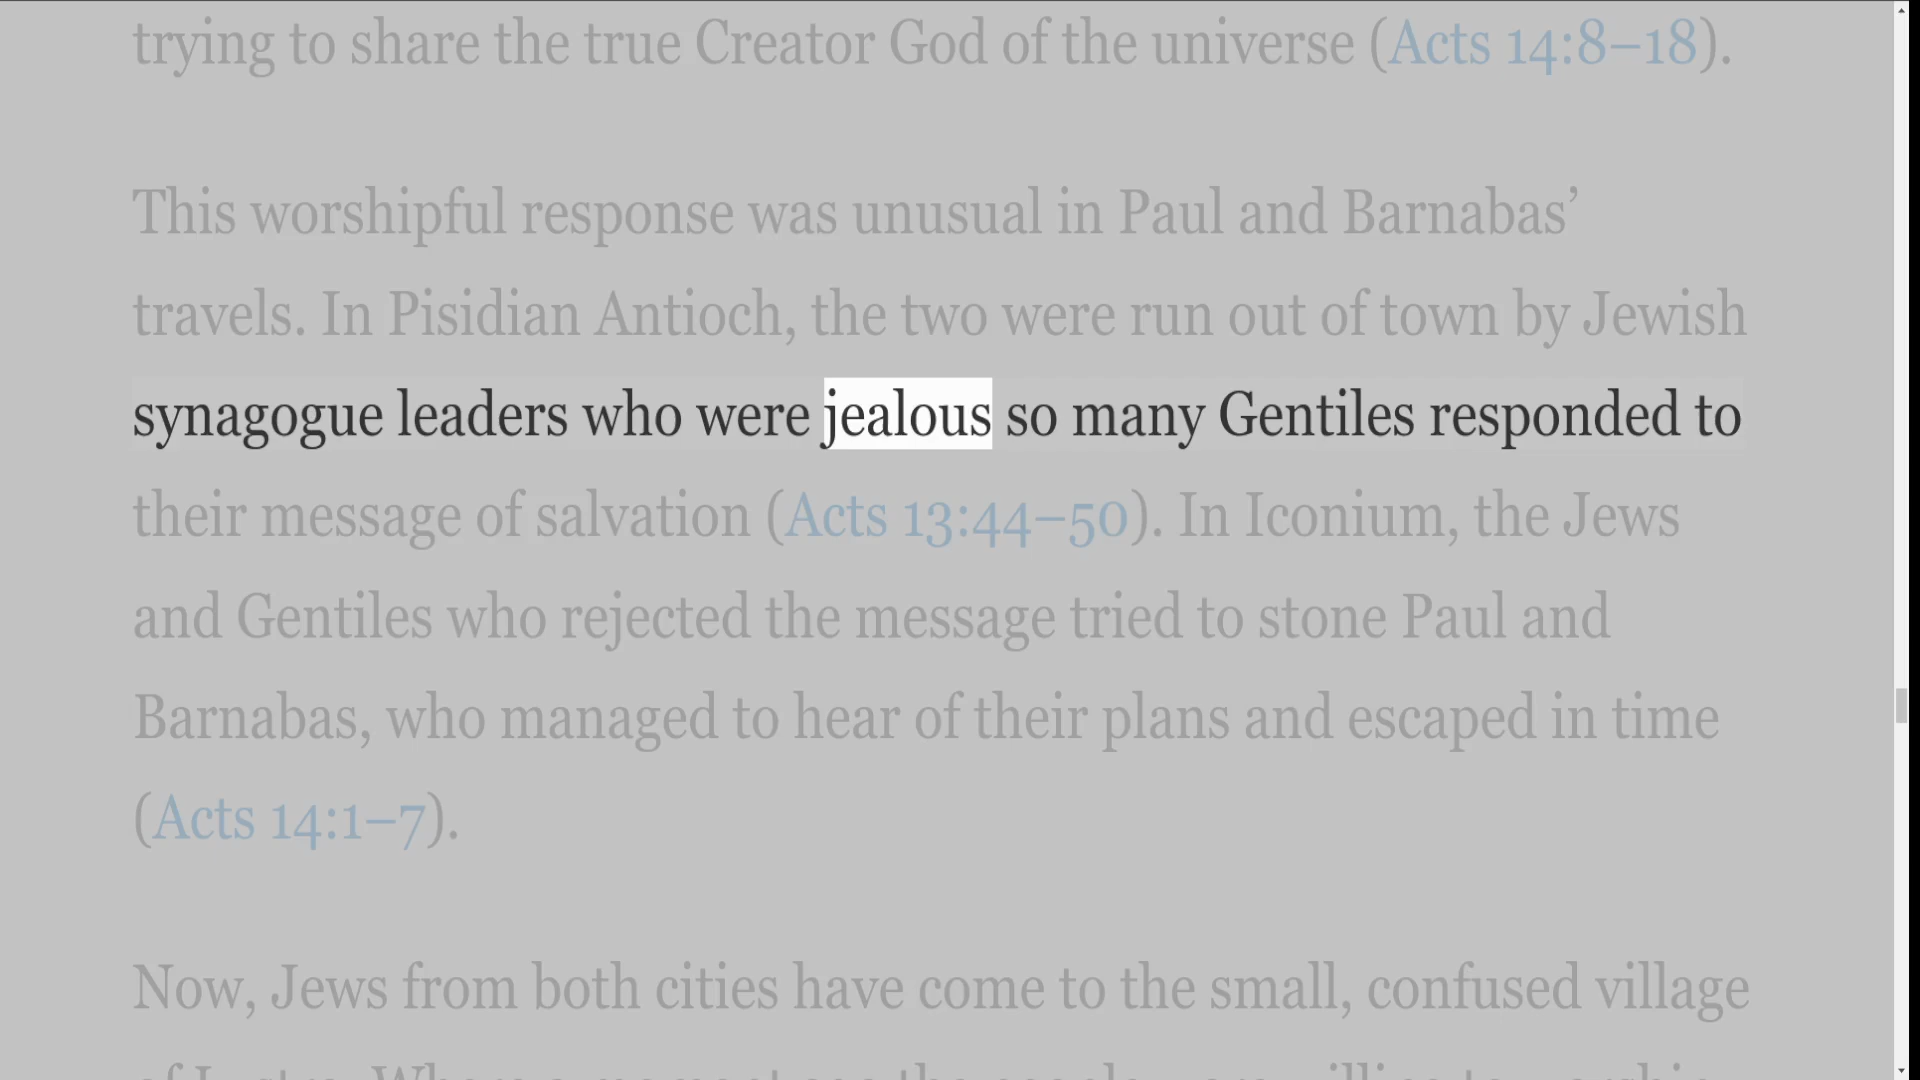 trying to share the true Creator God of the universe (Acts 14:8–18).
This worshipful response was unusual in Paul and Barnabas’
travels. In Pisidian Antioch, the two were run out of town by Jewish
synagogue leaders who were jealous so many Gentiles responded to
their message of salvation (Acts 13:44–50). In Iconium, the Jews
and Gentiles who rejected the message tried to stone Paul and
Barnabas, who managed to hear of their plans and escaped in time
(Acts 14:1–7).
Now, Jews from both cities have come to the small, confused village